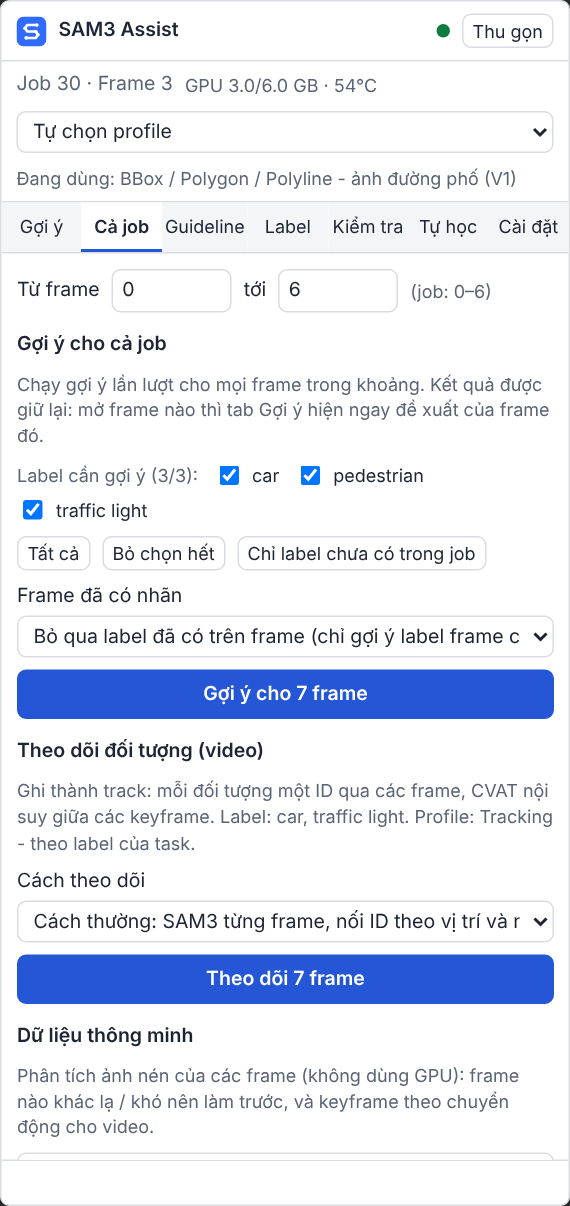 SAM3 Assist
Thu gọn
Job 30 · Frame 3 GPU 3.0/6.0 GB · 54°C
Tự chọn profile
Đang dùng: BBox / Polygon / Polyline - ảnh đường phố (V1)
Gợi ý Cả job Guideline Label Kiểm tra Tự học Cài đặt
Từ frame 0 tới 6 (job: 0–6)
Gợi ý cho cả job
Chạy gợi ý lần lượt cho mọi frame trong khoảng. Kết quả được
giữ lại: mở frame nào thì tab Gợi ý hiện ngay đề xuất của frame
đó.
Label cần gợi ý (3/3): car pedestrian
traffic light
Tất cả Bỏ chọn hết Chỉ label chưa có trong job
Frame đã có nhãn
Bỏ qua label đã có trên frame (chỉ gợi ý label frame c
Gợi ý cho 7 frame
Theo dõi đối tượng (video)
Ghi thành track: mỗi đối tượng một ID qua các frame, CVAT nội
suy giữa các keyframe. Label: car, traffic light. Profile: Tracking
- theo label của task.
Cách theo dõi
Cách thường: SAM3 từng frame, nối ID theo vị trí và r
Theo dõi 7 frame
Dữ liệu thông minh
Phân tích ảnh nén của các frame (không dùng GPU): frame
nào khác lạ / khó nên làm trước, và keyframe theo chuyển
động cho video.